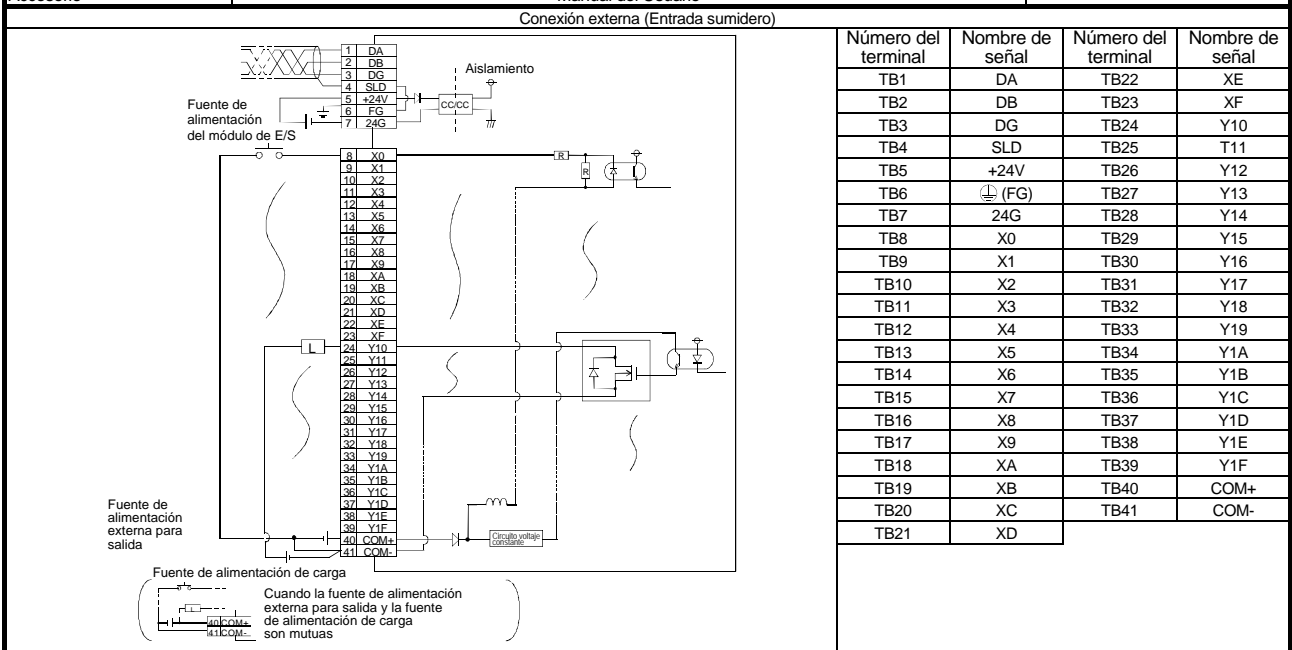 Accesorio
Manual del Usuario
Conexión externa (Entrada sumidero)
1 DA
2 DB
3 DG
4 SLD
5 +24V
6 FG
7 24G
Aislamiento
CC/CC
Fuente de
alimentación
del módulo de E/S
8 X0
9 X1
10 X2
11 X3
12 X4
13 X5
14 X6
15 X7
16 X8
17 X9
18 XA
19 XB
20 XC
21 XD
22 XE
23 XF
24 Y10
25 Y11
26 Y12
27 Y13
28 Y14
29 Y15
30 Y16
31 Y17
32 Y18
33 Y19
34 Y1A
35 Y1B
36 Y1C
37 Y1D
38 Y1E
39 Y1F
40 COM+
41 COM-
R
R
L
Circuito voltaje
constante
Fuente de
alimentación
externa para
salida
Fuente de alimentación de carga
L
40 COM+
41 COM-
Cuando la fuente de alimentación
externa para salida y la fuente
de alimentación de carga
son mutuas
Número del terminal Nombre de señal Número del terminal Nombre de señal
TB1 DA TB22 XE
TB2 DB TB23 XF
TB3 DG TB24 Y10
TB4 SLD TB25 T11
TB5 +24V TB26 Y12
TB6 (FG) TB27 Y13
TB7 24G TB28 Y14
TB8 X0 TB29 Y15
TB9 X1 TB30 Y16
TB10 X2 TB31 Y17
TB11 X3 TB32 Y18
TB12 X4 TB33 Y19
TB13 X5 TB34 Y1A
TB14 X6 TB35 Y1B
TB15 X7 TB36 Y1C
TB16 X8 TB37 Y1D
TB17 X9 TB38 Y1E
TB18 XA TB39 Y1F
TB19 XB TB40 COM+
TB20 XC TB41 COM-
TB21 XD